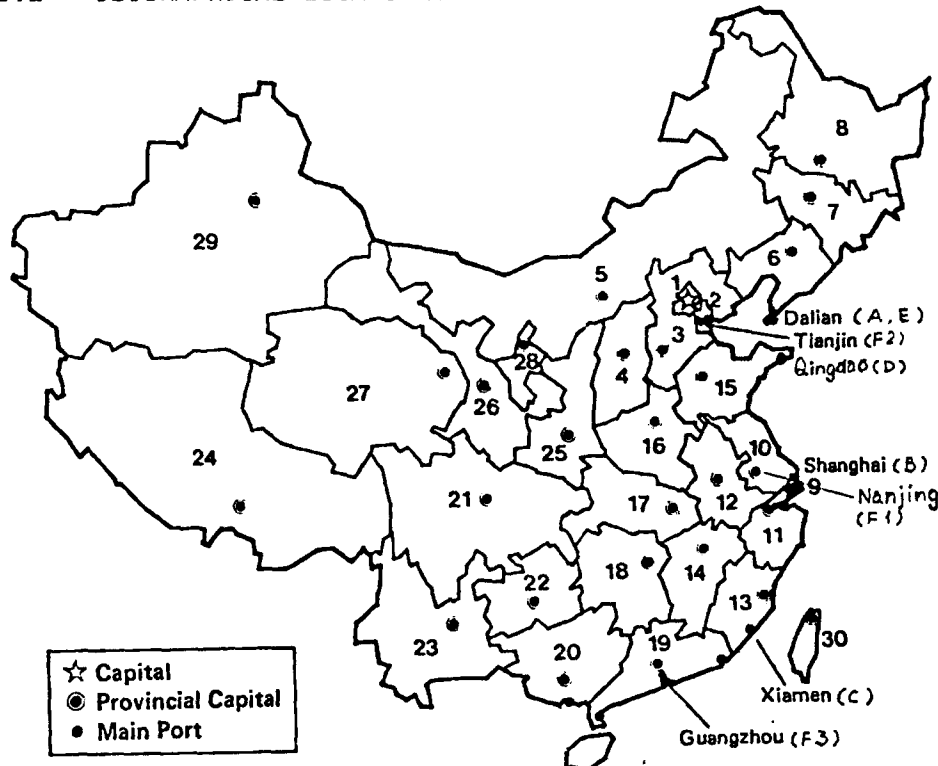 8
7
29
6
5
1
2
Dalian (A, E)
3
Tianjin (F2)
28
Qingdao (D)
4
27
15
26
10
16
25
24
Shanghai (B)
9
21
12
Nanjing
17
(F1)
11
18
14
22
13
23
19
30
20
☆ Capital
Provincial Capital
Main Port
Xiamen (C)
Guangzhou (F3)